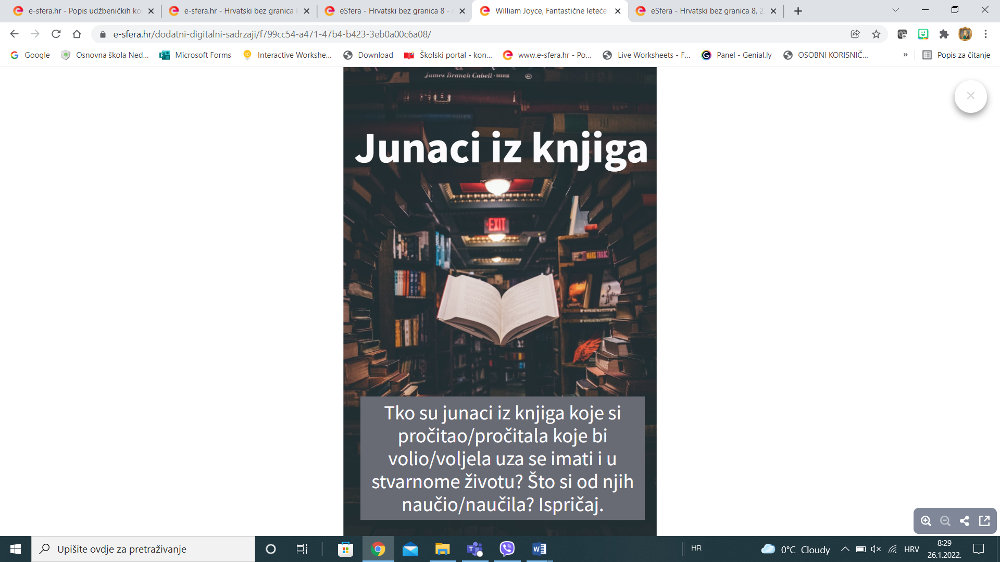 e-sfera.hr - Popis udžbeničkih ko
e-sfera.hr - Hrvatski bez granica 8
eSfera - Hrvatski bez granica 8 - r
William Joyce, Fantastične leteće
eSfera - Hrvatski bez granica 8, 2
e-sfera.hr/dodatni-digitalni-sadrzaji/f799cc54-a471-47b4-b423-3eb0a00c6a08/
Google
Osnovna škola Ned...
Microsoft Forms
Interactive Workshe...
Download
Školski portal - kon...
www.e-sfera.hr - Po...
Live Worksheets - F...
Panel - Genial.ly
OSOBNI KORISNIČ...
»
Popis za čitanje
James Branch Cabell · BREWER
Junaci iz knjiga
EXIT
MARS TRILOG
Tko su junaci iz knjiga koje si
pročitao/pročitala koje bi
volio/voljela uza se imati i u
stvarnome životu? Što si od njih
naučio/naučila? Ispričaj.
Upišite ovdje za pretraživanje
HR
0°C Cloudy
HRV
8:29
26.1.2022.